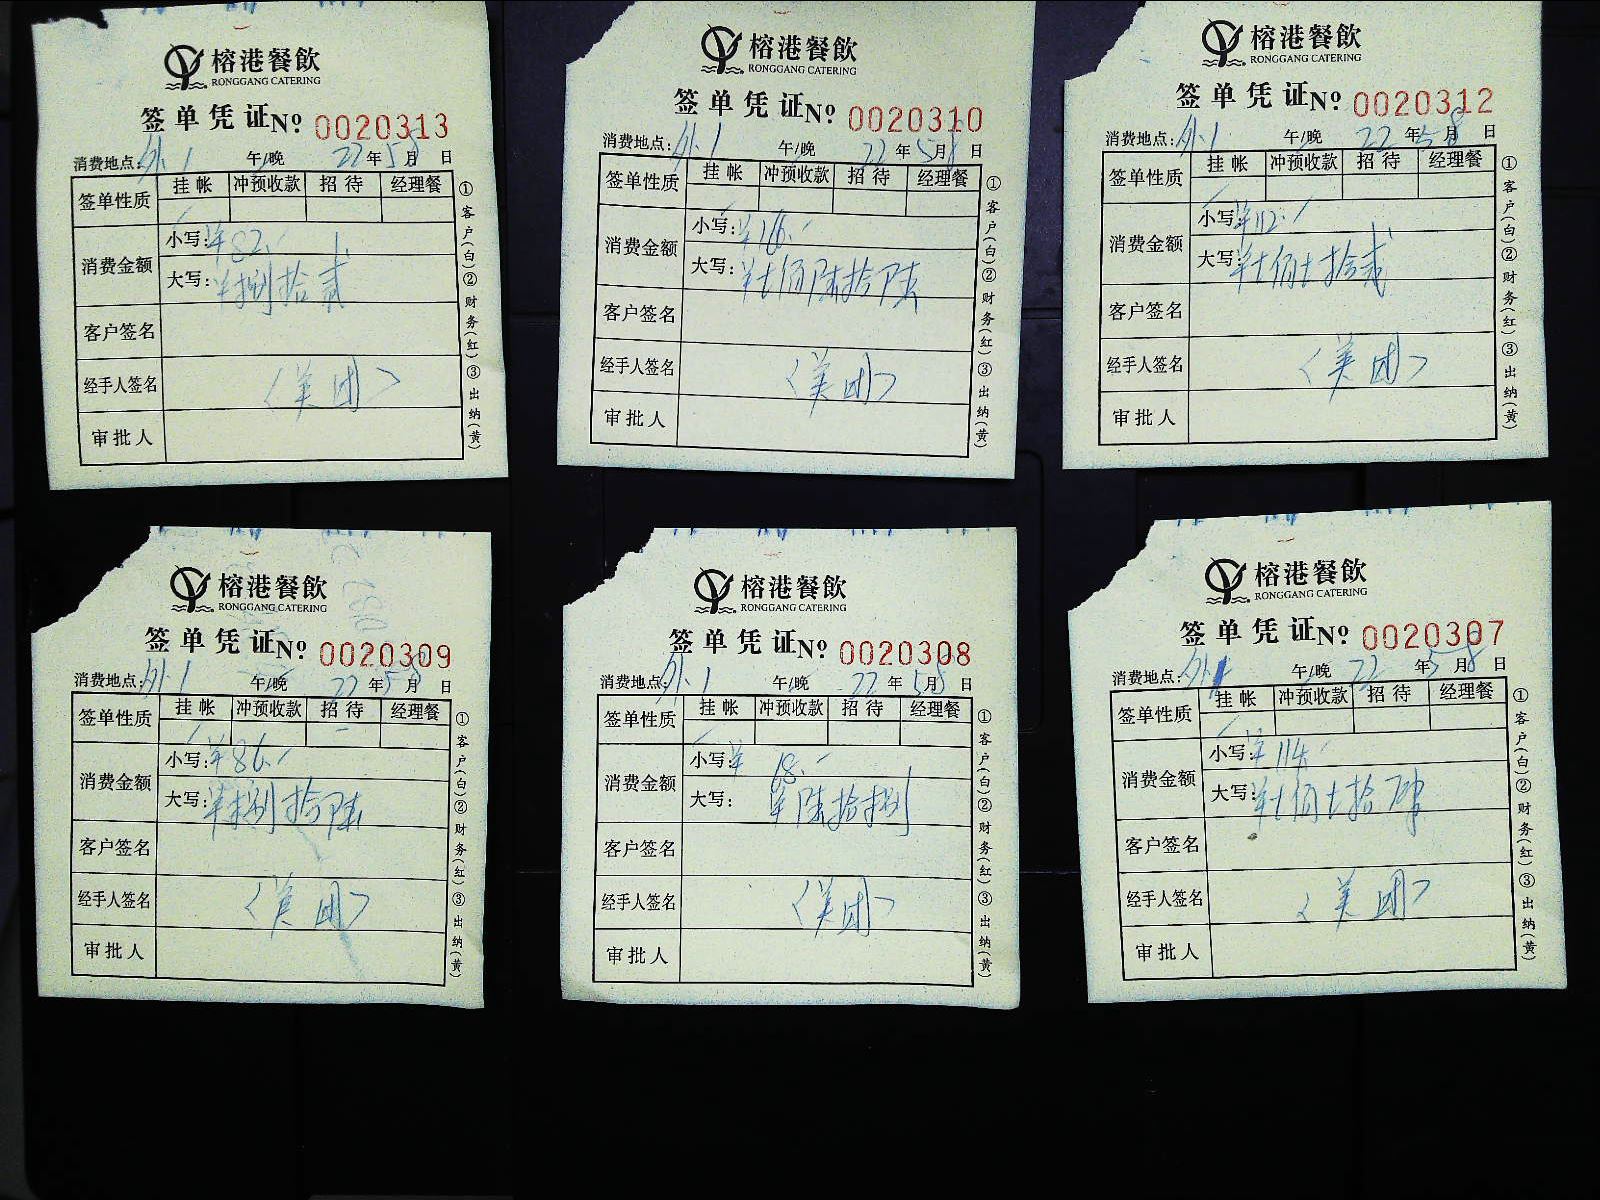 榕港餐飲
RONGGANG CATERING
签单凭证 № 0020313
消费地点: 外1 午/晚 22年5月8日
签单性质 挂帐 冲预收款 招待 经理餐
消费金额 小写: ¥82.
大写: ¥捌拾贰
客户签名
经手人签名 〈美团〉
审批人
①客户(白)②财务(红)③出纳(黄)
榕港餐飲
RONGGANG CATERING
签单凭证 № 0020310
消费地点: 外1 午/晚 22年5月8日
签单性质 挂帐 冲预收款 招待 经理餐
消费金额 小写: ¥166.
大写: ¥壹佰陆拾陆
客户签名
经手人签名 〈美团〉
审批人
①客户(白)②财务(红)③出纳(黄)
榕港餐飲
RONGGANG CATERING
签单凭证 № 0020312
消费地点: 外1 午/晚 22年5月8日
签单性质 挂帐 冲预收款 招待 经理餐
消费金额 小写: ¥112.
大写: ¥壹佰壹拾贰
客户签名
经手人签名 〈美团〉
审批人
①客户(白)②财务(红)③出纳(黄)
榕港餐飲
RONGGANG CATERING
签单凭证 № 0020309
消费地点: 外1 午/晚 22年5月8日
签单性质 挂帐 冲预收款 招待 经理餐
消费金额 小写: ¥86.
大写: ¥捌拾陆
客户签名
经手人签名 〈美团〉
审批人
①客户(白)②财务(红)③出纳(黄)
榕港餐飲
RONGGANG CATERING
签单凭证 № 0020308
消费地点: 外1 午/晚 22年5月8日
签单性质 挂帐 冲预收款 招待 经理餐
消费金额 小写: ¥68.
大写: ¥陆拾捌
客户签名
经手人签名 〈美团〉
审批人
①客户(白)②财务(红)③出纳(黄)
榕港餐飲
RONGGANG CATERING
签单凭证 № 0020307
消费地点: 外1 午/晚 22年5月8日
签单性质 挂帐 冲预收款 招待 经理餐
消费金额 小写: ¥114.
大写: ¥壹佰壹拾肆
客户签名
经手人签名 〈美团〉
审批人
①客户(白)②财务(红)③出纳(黄)